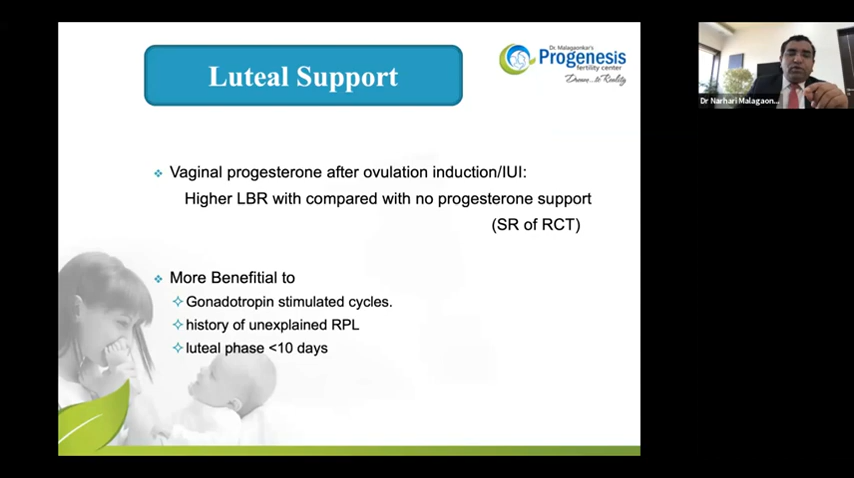 Luteal Support
Dr. Malagaonkar's
Progenesis
fertility center
Dream...to Reality
Dr Narhari Malagaon...
❖ Vaginal progesterone after ovulation induction/IUI:
Higher LBR with compared with no progesterone support
(SR of RCT)
❖ More Benefitial to
✧Gonadotropin stimulated cycles.
✧history of unexplained RPL
✧luteal phase <10 days